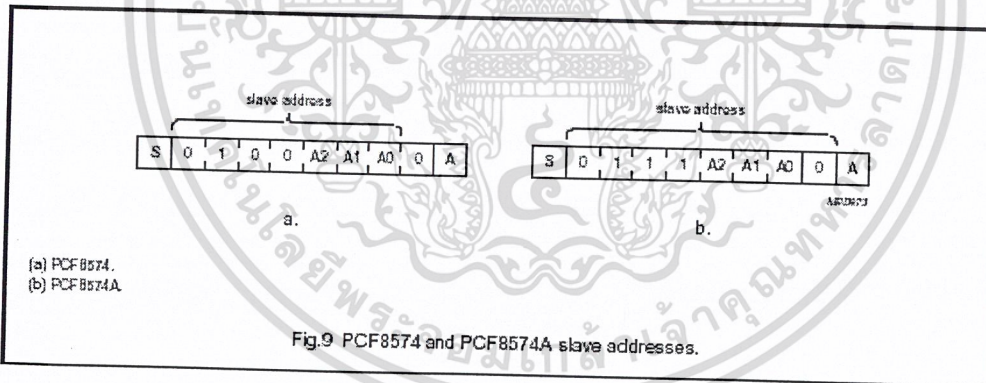 slave address
S 0 1 0 0 A2 A1 A0 0 A
a.
slave address
S 0 1 1 1 A2 A1 A0 0 A
b.
(a) PCF8574.
(b) PCF8574A.
Fig.9 PCF8574 and PCF8574A slave addresses.